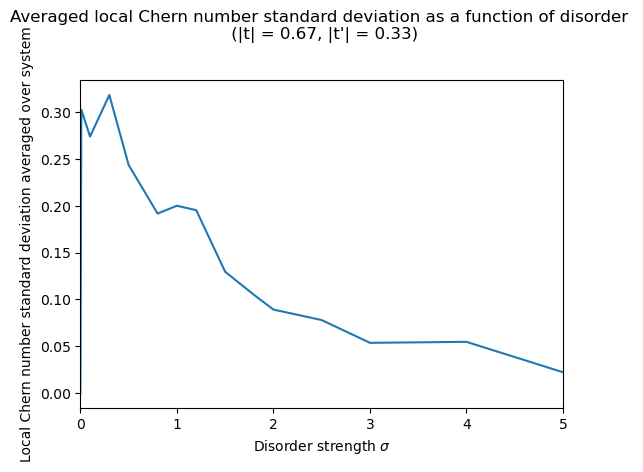 Averaged local Chern number standard deviation as a function of disorder
(|t| = 0.67, |t'| = 0.33)
Local Chern number standard deviation averaged over system
0.30
0.25
0.20
0.15
0.10
0.05
0.00
0 1 2 3 4 5
Disorder strength σ